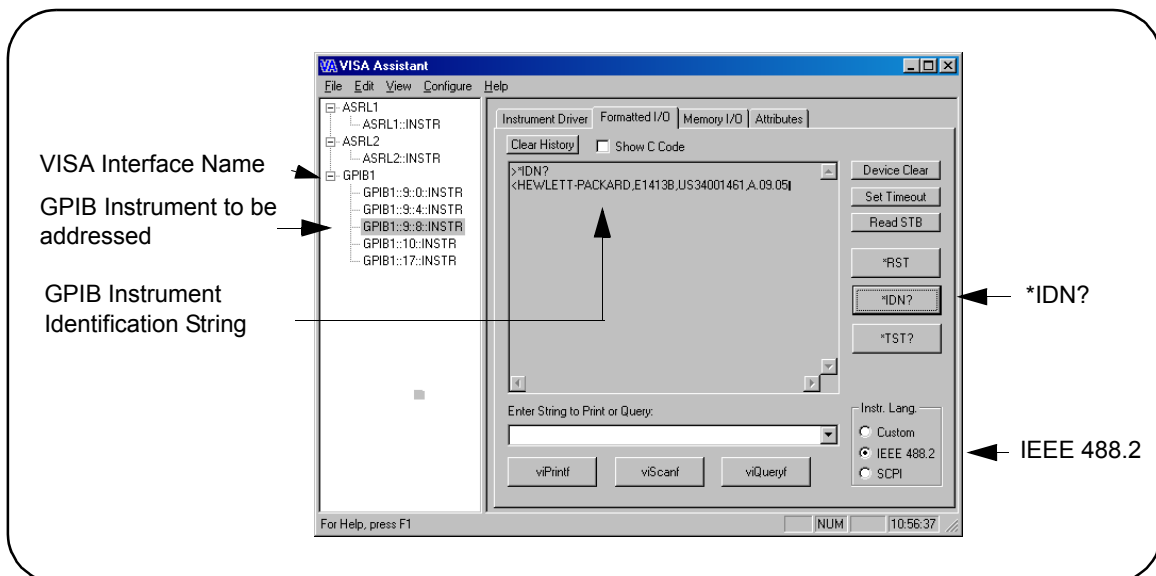 VISA Assistant
File Edit View Configure Help
ASRL1
ASRL1::INSTR
ASRL2
ASRL2::INSTR
GPIB1
GPIB1::9::0::INSTR
GPIB1::9::4::INSTR
GPIB1::9::8::INSTR
GPIB1::10::INSTR
GPIB1::17::INSTR
VISA Interface Name
GPIB Instrument to be
addressed
GPIB Instrument
Identification String
Instrument Driver Formatted I/O Memory I/O Attributes
Clear History Show C Code
>*IDN?
<HEWLETT-PACKARD,E1413B,US34001461,A.09.05
Device Clear
Set Timeout
Read STB
*RST
*IDN?
*TST?
*IDN?
Enter String to Print or Query:
viPrintf viScanf viQueryf
Instr. Lang.
Custom
IEEE 488.2
SCPI
IEEE 488.2
For Help, press F1
NUM 10:56:37